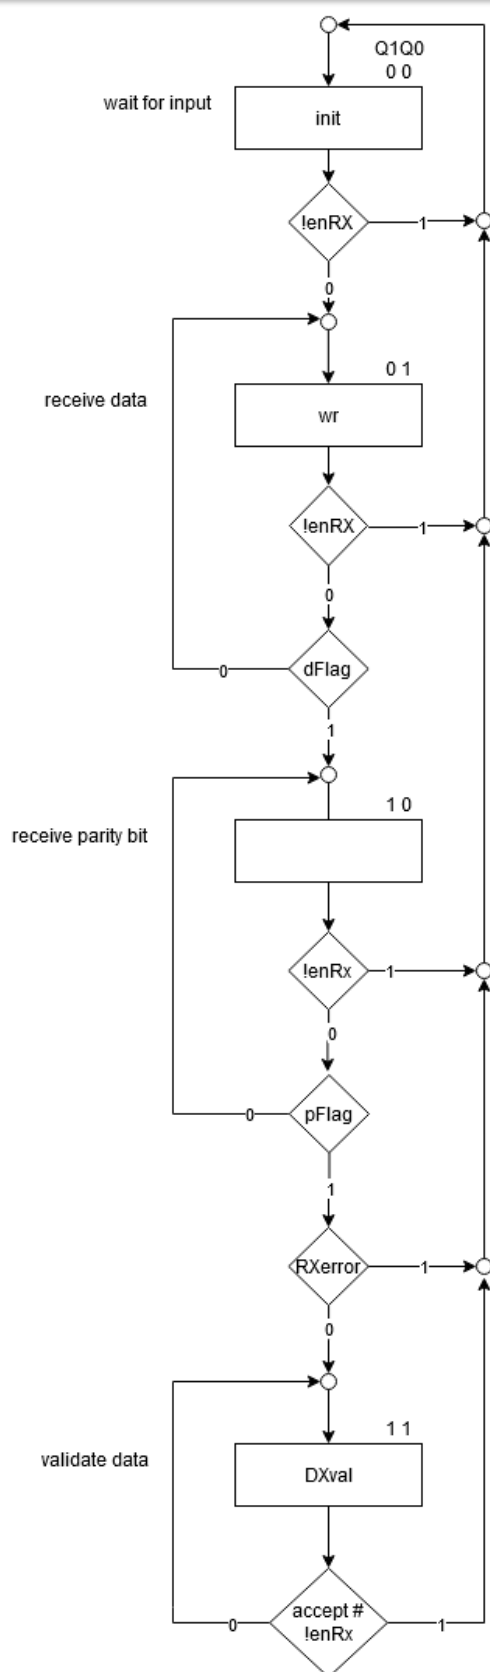 Q1Q0
0 0
wait for input
init
!enRX
1
0
0 1
receive data
wr
!enRX
1
0
dFlag
0
1
1 0
receive parity bit
!enRx
1
0
pFlag
0
1
RXerror
1
0
1 1
validate data
DXval
accept #
!enRx
0
1